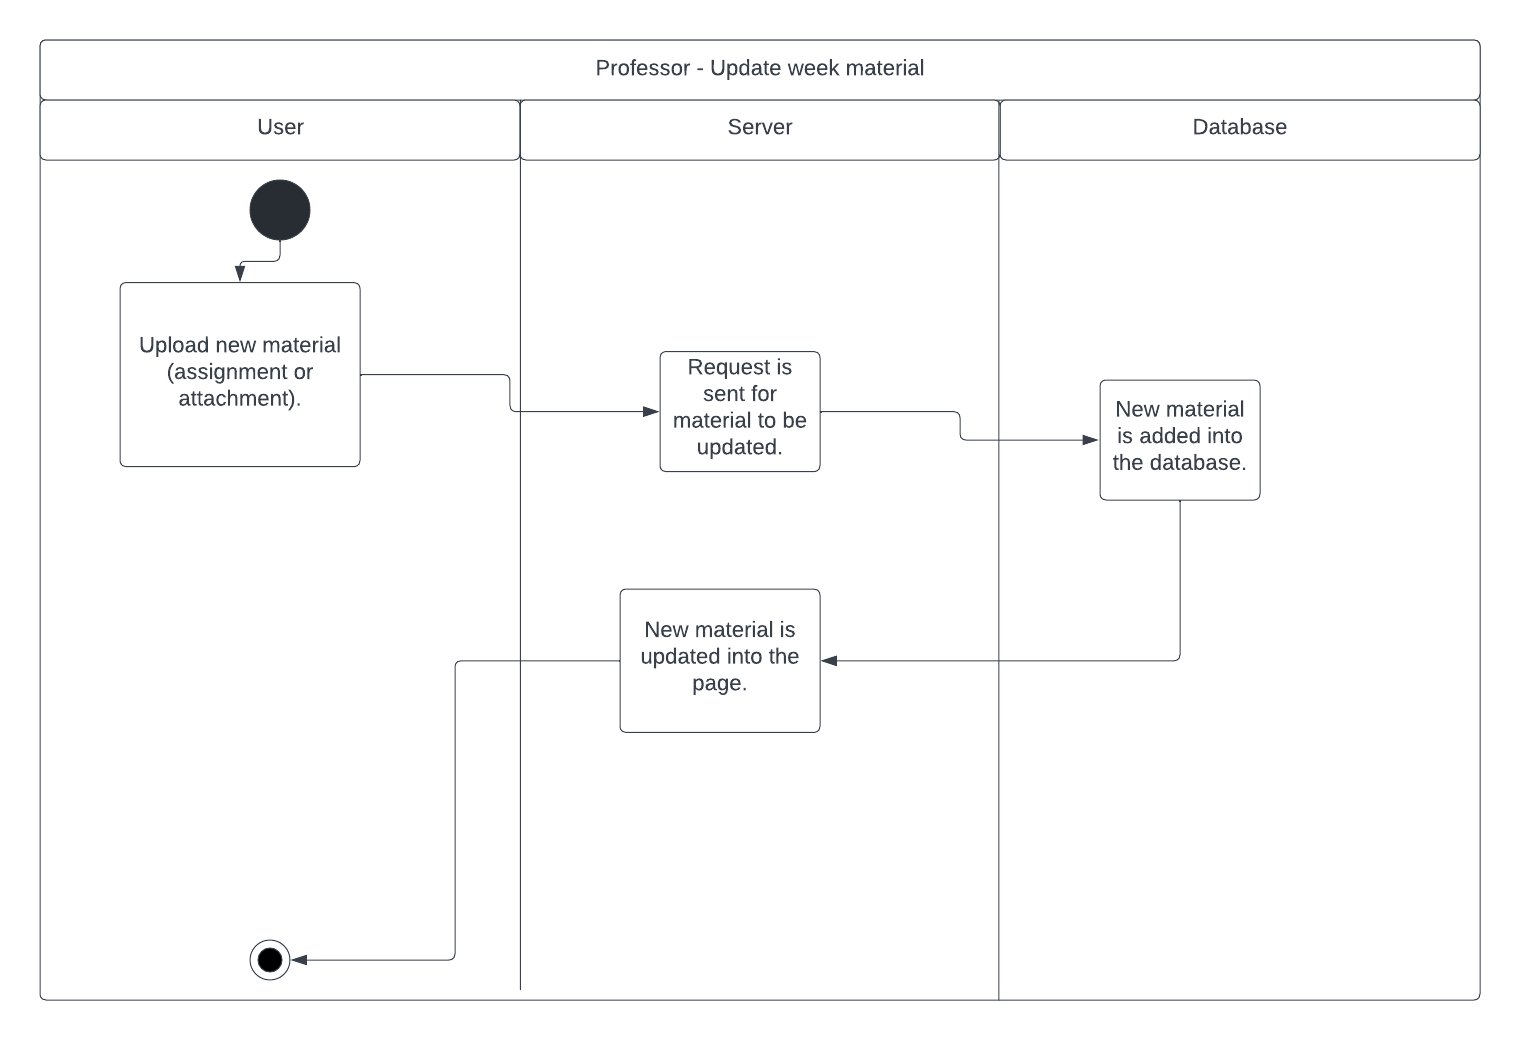 Professor - Update week material
User
Server
Database
Upload new material
(assignment or
attachment).
Request is
sent for
material to be
updated.
New material
is added into
the database.
New material is
updated into the
page.